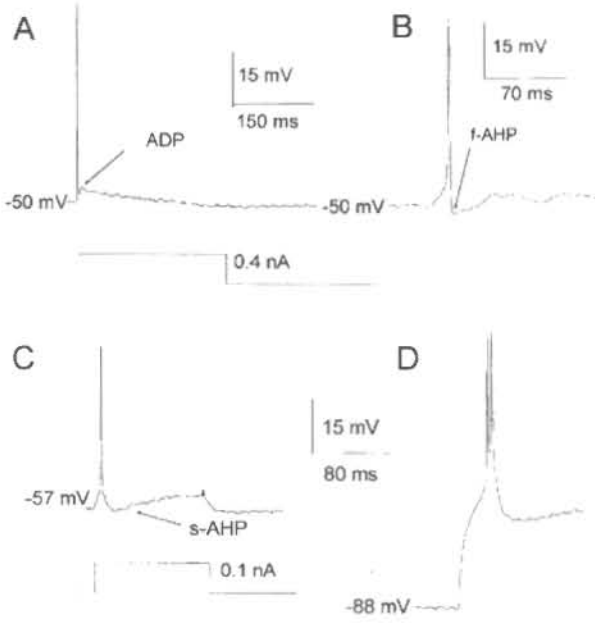 A
15 mV
150 ms
ADP
-50 mV
0.4 nA
B
15 mV
70 ms
f-AHP
-50 mV
C
15 mV
80 ms
-57 mV
s-AHP
0.1 nA
D
-88 mV